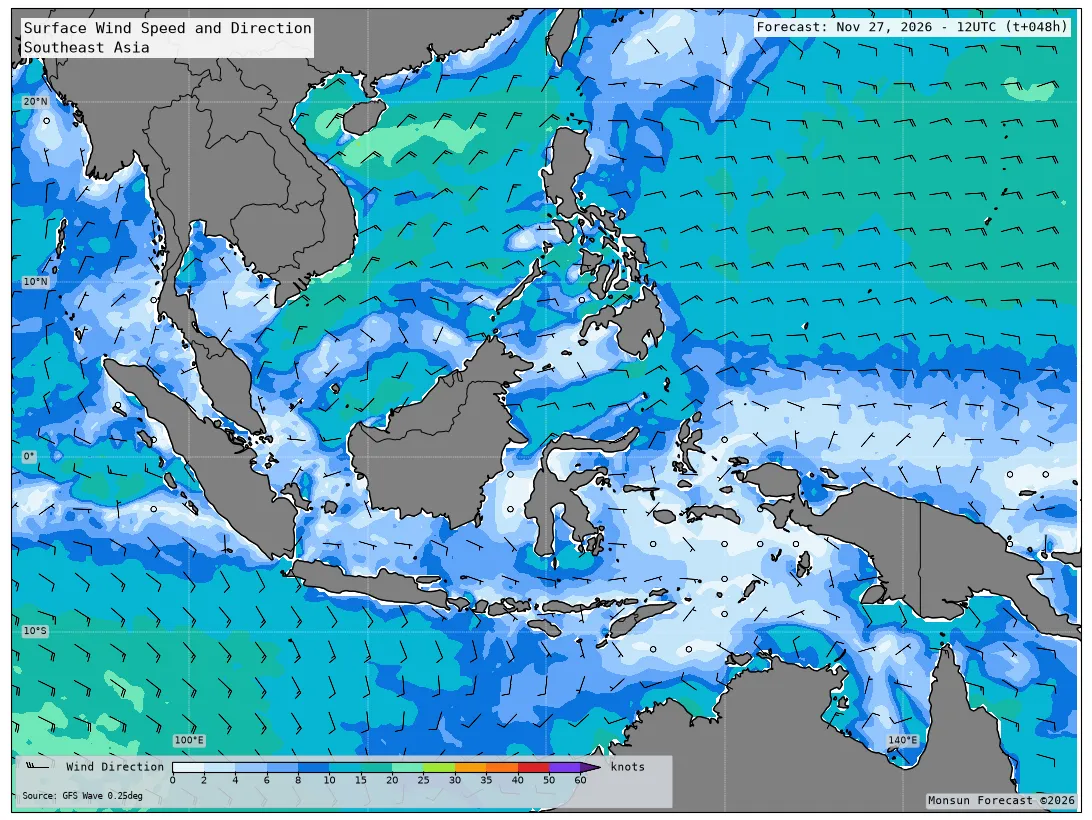 Surface Wind Speed and Direction
Southeast Asia
Forecast: Nov 27, 2026 - 12UTC (t+048h)
20°N
10°N
0°
10°S
100°E
140°E
Wind Direction
0 2 4 6 8 10 15 20 25 30 35 40 50 60
knots
Source: GFS Wave 0.25deg
Monsun Forecast ©2026